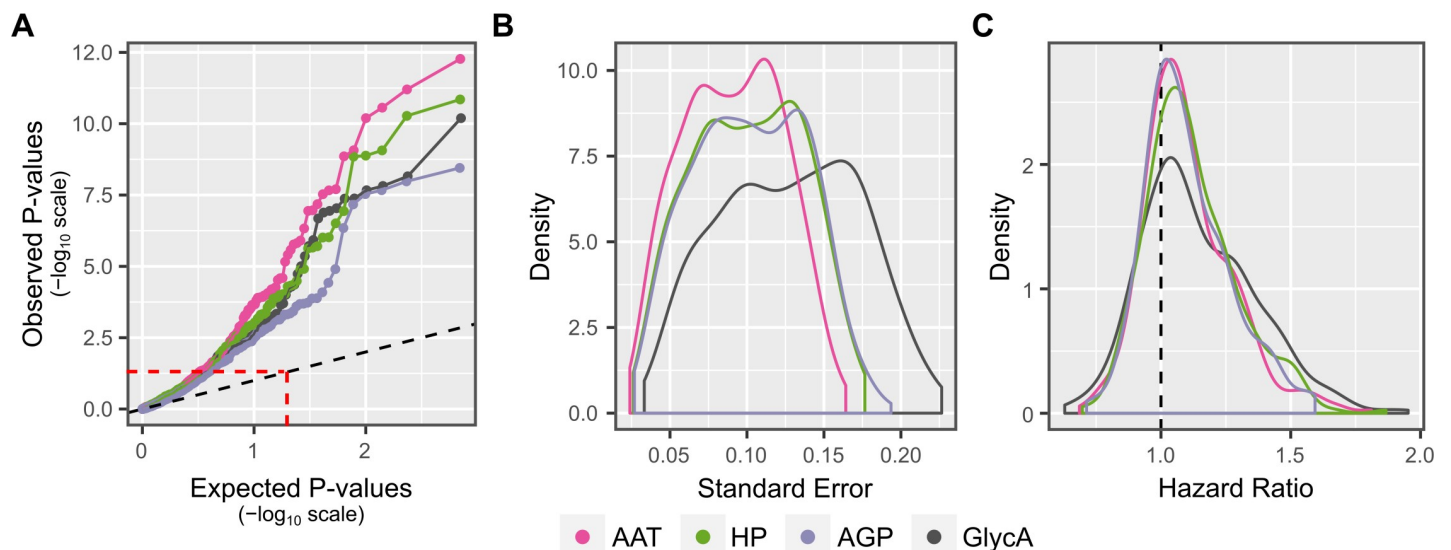 A
Observed P-values
(−log₁₀ scale)
12.0
10.0
7.5
5.0
2.5
0.0
0
1
2
Expected P-values
(−log₁₀ scale)
B
Density
10.0
7.5
5.0
2.5
0.0
0.05
0.10
0.15
0.20
Standard Error
C
Density
2
1
0
1.0
1.5
2.0
Hazard Ratio
AAT HP AGP GlycA